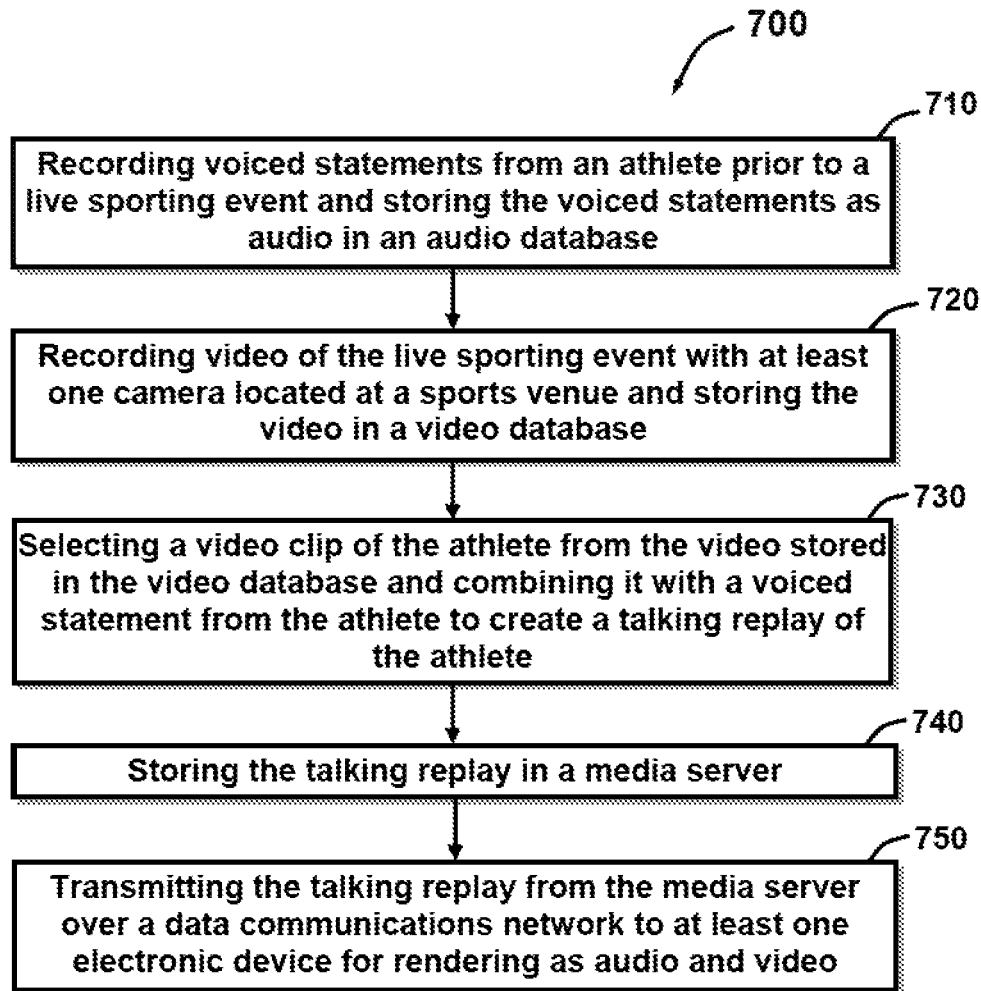 700
710
Recording voiced statements from an athlete prior to a
live sporting event and storing the voiced statements as
audio in an audio database
720
Recording video of the live sporting event with at least
one camera located at a sports venue and storing the
video in a video database
730
Selecting a video clip of the athlete from the video stored
in the video database and combining it with a voiced
statement from the athlete to create a talking replay of
the athlete
740
Storing the talking replay in a media server
750
Transmitting the talking replay from the media server
over a data communications network to at least one
electronic device for rendering as audio and video